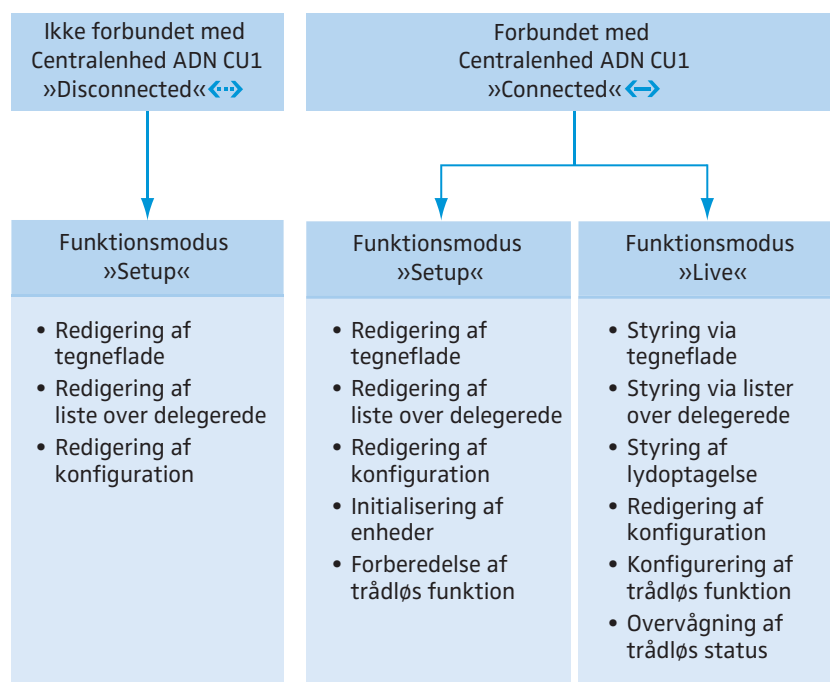 Ikke forbundet med
Centralenhed ADN CU1
»Disconnected«
Forbundet med
Centralenhed ADN CU1
»Connected«
Funktionsmodus
»Setup«
• Redigering af
tegneflade
• Redigering af
liste over delegerede
• Redigering af
konfiguration
Funktionsmodus
»Setup«
• Redigering af
tegneflade
• Redigering af
liste over delegerede
• Redigering af
konfiguration
• Initialisering af
enheder
• Forberedelse af
trådløs funktion
Funktionsmodus
»Live«
• Styring via
tegneflade
• Styring via lister
over delegerede
• Styring af
lydoptagelse
• Redigering af
konfiguration
• Konfigurering af
trådløs funktion
• Overvågning af
trådløs status